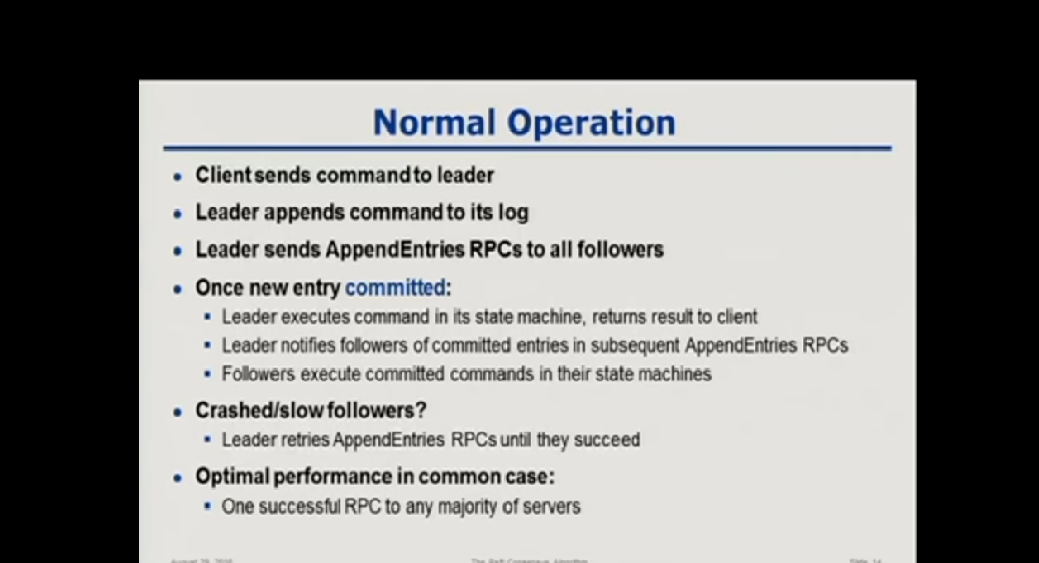 Normal Operation
Client sends command to leader
Leader appends command to its log
Leader sends AppendEntries RPCs to all followers
Once new entry committed:
Leader executes command in its state machine, returns result to client
Leader notifies followers of committed entries in subsequent AppendEntries RPCs
Followers execute committed commands in their state machines
Crashed/slow followers?
Leader retries AppendEntries RPCs until they succeed
Optimal performance in common case:
One successful RPC to any majority of servers
The Raft Consensus Algorithm